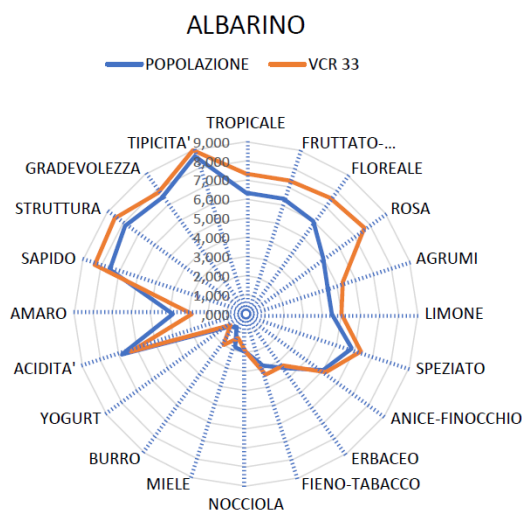 ALBARINO
POPOLAZIONE VCR 33
TROPICALE
FRUTTATO-...
FLOREALE
ROSA
AGRUMI
LIMONE
SPEZIATO
ANICE-FINOCCHIO
ERBACEO
FIENO-TABACCO
NOCCIOLA
MIELE
BURRO
YOGURT
ACIDITA'
AMARO
SAPIDO
STRUTTURA
GRADEVOLEZZA
TIPICITA'
9,000
8,000
7,000
6,000
5,000
4,000
3,000
2,000
1,000
,000